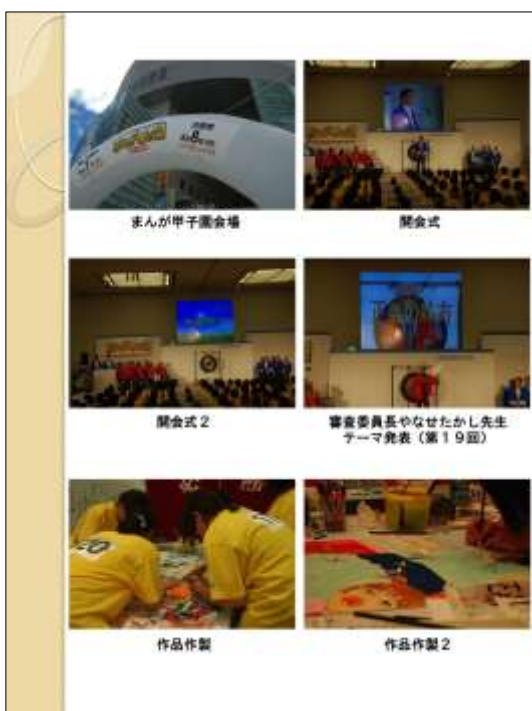 まんが甲子園会場
開会式
開会式２
審査委員長やなせたかし先生
テーマ発表（第１９回）
作品作製
作品作製２